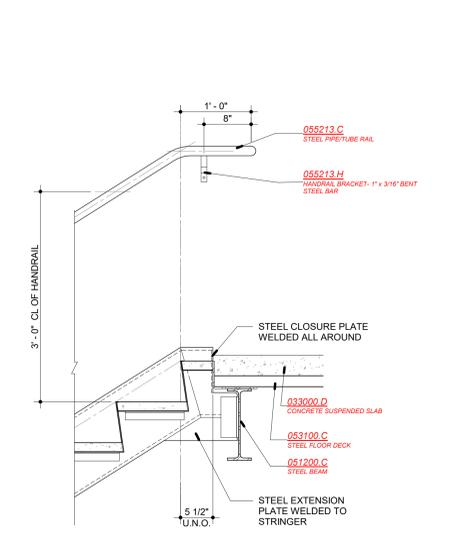 1' - 0"
8"
055213.C
STEEL PIPE/TUBE RAIL
055213.H
HANDRAIL BRACKET- 1" x 3/16" BENT
STEEL BAR
3' - 0" CL OF HANDRAIL
STEEL CLOSURE PLATE
WELDED ALL AROUND
033000.D
CONCRETE SUSPENDED SLAB
053100.C
STEEL FLOOR DECK
051200.C
STEEL BEAM
STEEL EXTENSION
PLATE WELDED TO
STRINGER
5 1/2"
U.N.O.